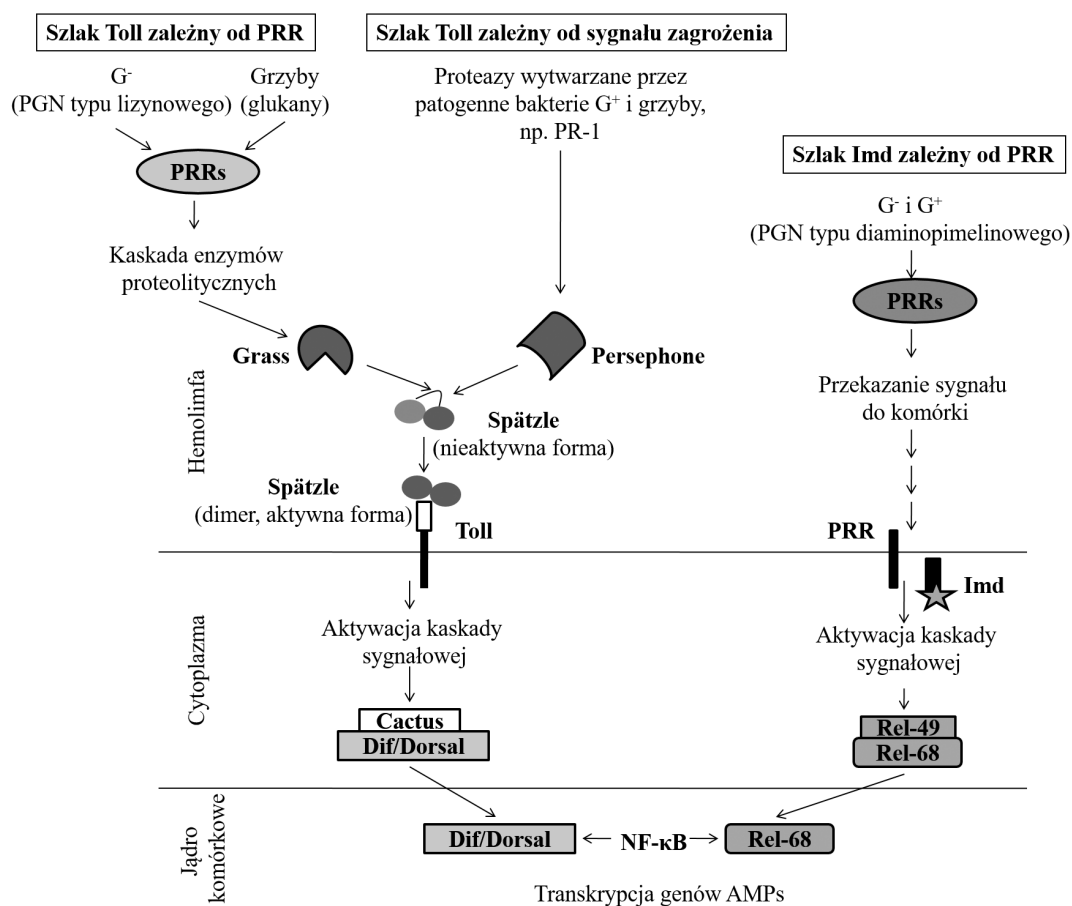 Szlak Toll zależny od PRR
G-
(PGN typu lizynowego)
Grzyby
(glukany)
PRRs
Kaskada enzymów
proteolitycznych
Grass
Szlak Toll zależny od sygnału zagrożenia
Proteazy wytwarzane przez
patogenne bakterie G+ i grzyby,
np. PR-1
Persephone
Spätzle
(nieaktywna forma)
Spätzle
(dimer, aktywna forma)
Toll
Szlak Imd zależny od PRR
G- i G+
(PGN typu diaminopimelinowego)
PRRs
Przekazanie sygnału
do komórki
PRR
Imd
Hemolimfa
Cytoplazma
Aktywacja kaskady
sygnałowej
Cactus
Dif/Dorsal
Aktywacja kaskady
sygnałowej
Rel-49
Rel-68
Jądro
komórkowe
Dif/Dorsal
NF-κB
Rel-68
Transkrypcja genów AMPs